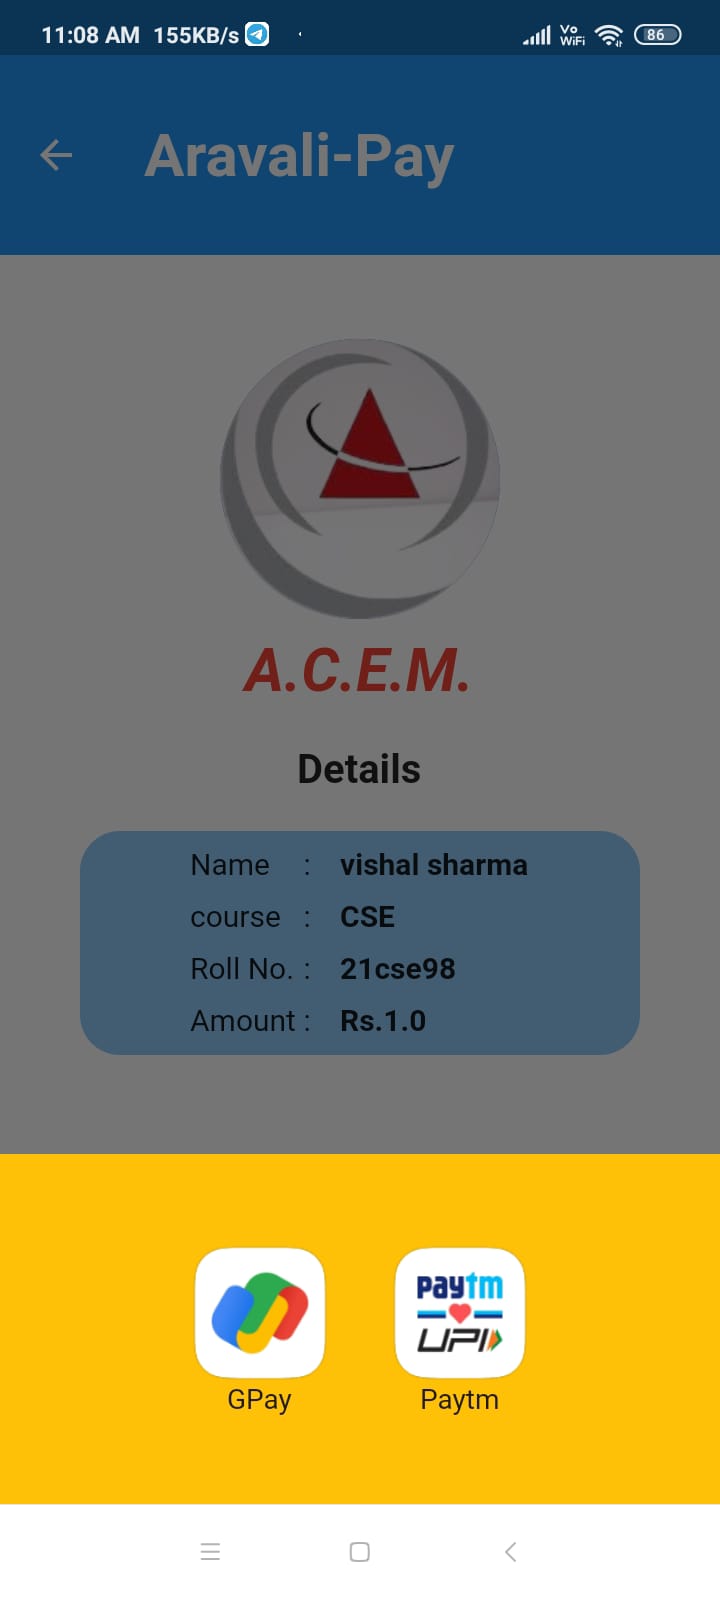 11:08 AM 155KB/s Vo WiFi 86
Aravali-Pay
A.C.E.M.
Details
Name : vishal sharma
course : CSE
Roll No. : 21cse98
Amount : Rs.1.0
paytm
UPI
GPay Paytm